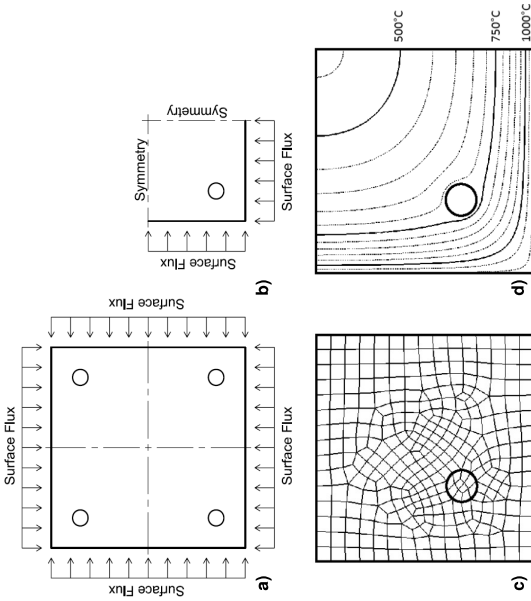 Surface Flux
Surface Flux
Surface Flux
Surface Flux
a)
Symmetry
Symmetry
Surface Flux
Surface Flux
b)
c)
500°C
750°C
1000°C
d)